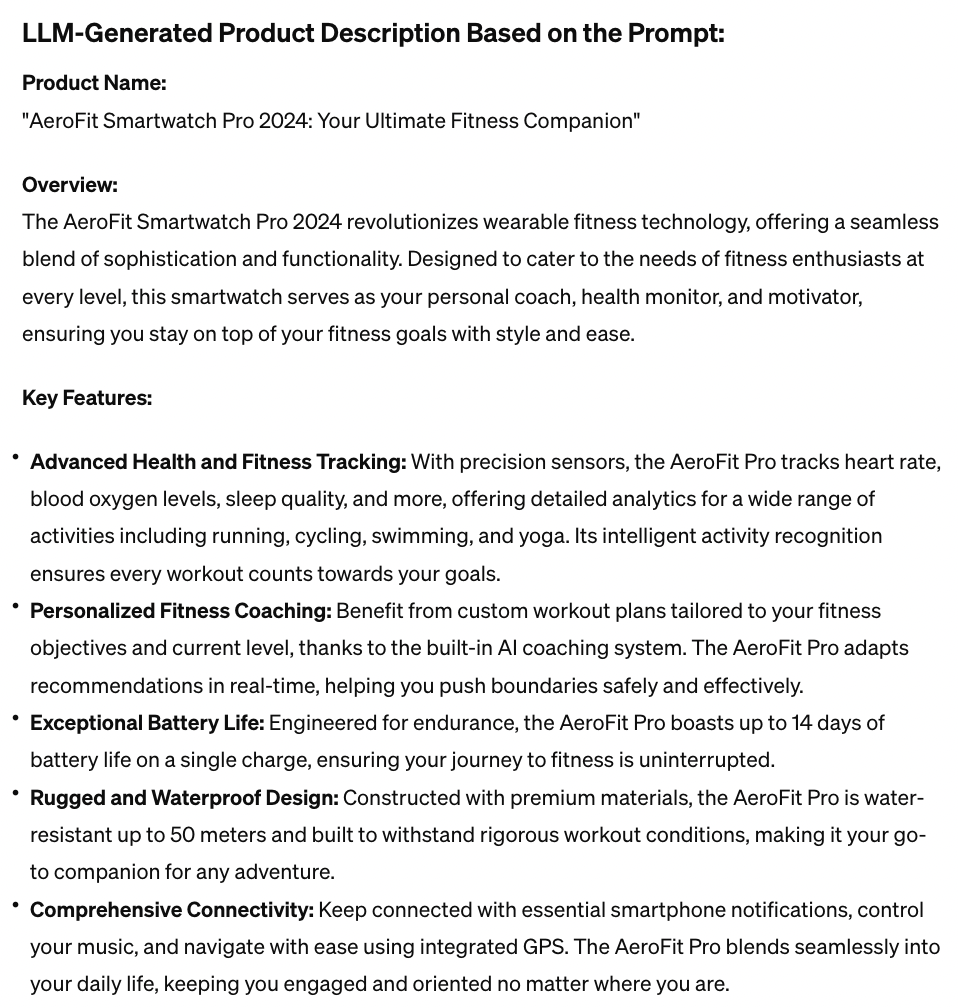 LLM-Generated Product Description Based on the Prompt:
Product Name:
"AeroFit Smartwatch Pro 2024: Your Ultimate Fitness Companion"
Overview:
The AeroFit Smartwatch Pro 2024 revolutionizes wearable fitness technology, offering a seamless
blend of sophistication and functionality. Designed to cater to the needs of fitness enthusiasts at
every level, this smartwatch serves as your personal coach, health monitor, and motivator,
ensuring you stay on top of your fitness goals with style and ease.
Key Features:
• Advanced Health and Fitness Tracking: With precision sensors, the AeroFit Pro tracks heart rate,
blood oxygen levels, sleep quality, and more, offering detailed analytics for a wide range of
activities including running, cycling, swimming, and yoga. Its intelligent activity recognition
ensures every workout counts towards your goals.
• Personalized Fitness Coaching: Benefit from custom workout plans tailored to your fitness
objectives and current level, thanks to the built-in AI coaching system. The AeroFit Pro adapts
recommendations in real-time, helping you push boundaries safely and effectively.
• Exceptional Battery Life: Engineered for endurance, the AeroFit Pro boasts up to 14 days of
battery life on a single charge, ensuring your journey to fitness is uninterrupted.
• Rugged and Waterproof Design: Constructed with premium materials, the AeroFit Pro is water-
resistant up to 50 meters and built to withstand rigorous workout conditions, making it your go-
to companion for any adventure.
• Comprehensive Connectivity: Keep connected with essential smartphone notifications, control
your music, and navigate with ease using integrated GPS. The AeroFit Pro blends seamlessly into
your daily life, keeping you engaged and oriented no matter where you are.